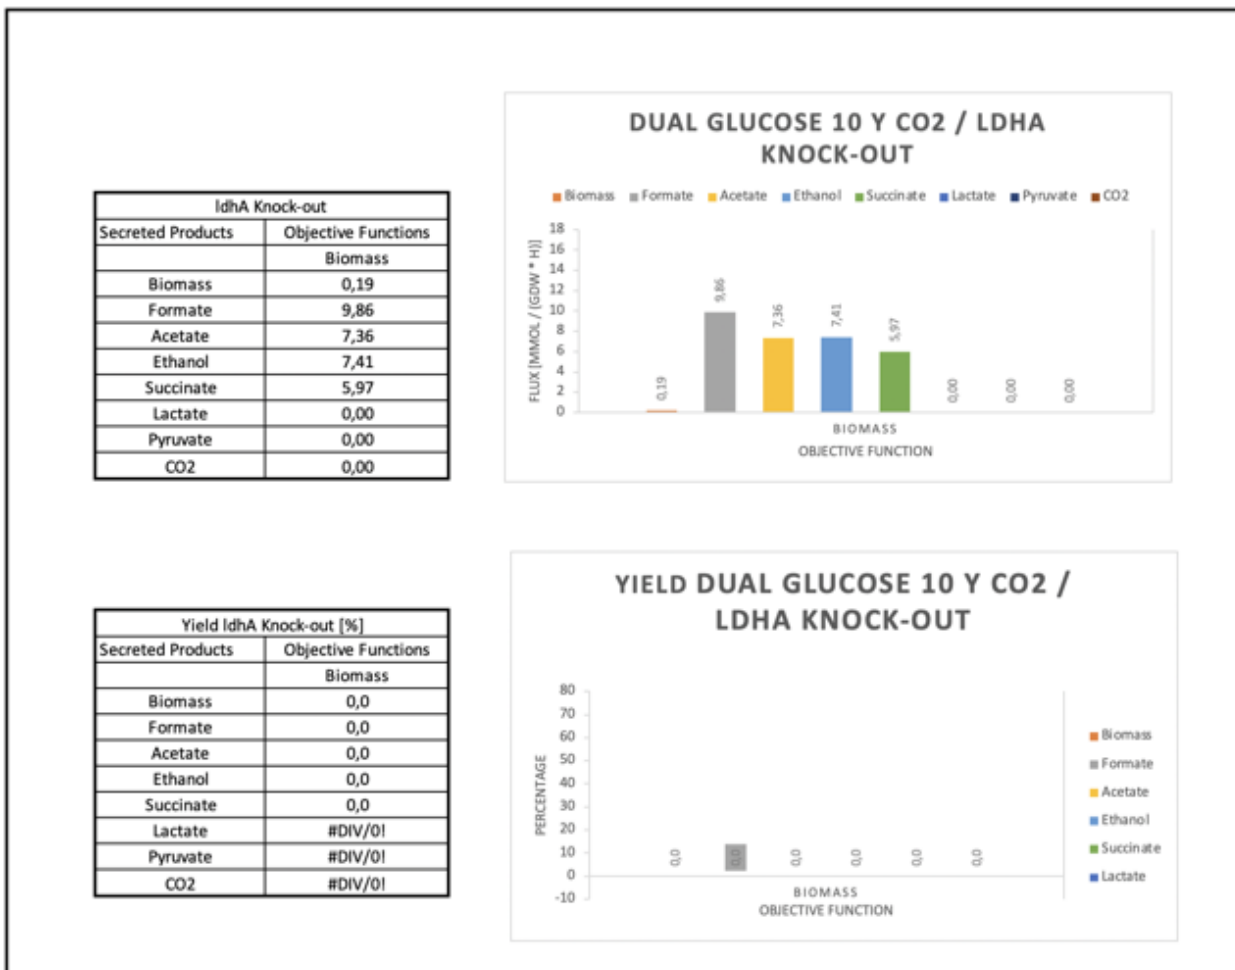 DUAL GLUCOSE 10 Y CO2 / LDHA
KNOCK-OUT
Biomass Formate Acetate Ethanol Succinate Lactate Pyruvate CO2
FLUX [MMOL / (GDW * H)]
18
16
14
12
10
8
6
4
2
0
0,19
9,86
7,36
7,41
5,97
0,00
0,00
0,00
BIOMASS
OBJECTIVE FUNCTION
ldhA Knock-out
Secreted Products Objective Functions
Biomass
Biomass 0,19
Formate 9,86
Acetate 7,36
Ethanol 7,41
Succinate 5,97
Lactate 0,00
Pyruvate 0,00
CO2 0,00
YIELD DUAL GLUCOSE 10 Y CO2 /
LDHA KNOCK-OUT
PERCENTAGE
80
70
60
50
40
30
20
10
0
-10
0,0
0,0
0,0
0,0
0,0
0,0
BIOMASS
OBJECTIVE FUNCTION
Biomass
Formate
Acetate
Ethanol
Succinate
Lactate
Yield ldhA Knock-out [%]
Secreted Products Objective Functions
Biomass
Biomass 0,0
Formate 0,0
Acetate 0,0
Ethanol 0,0
Succinate 0,0
Lactate #DIV/0!
Pyruvate #DIV/0!
CO2 #DIV/0!